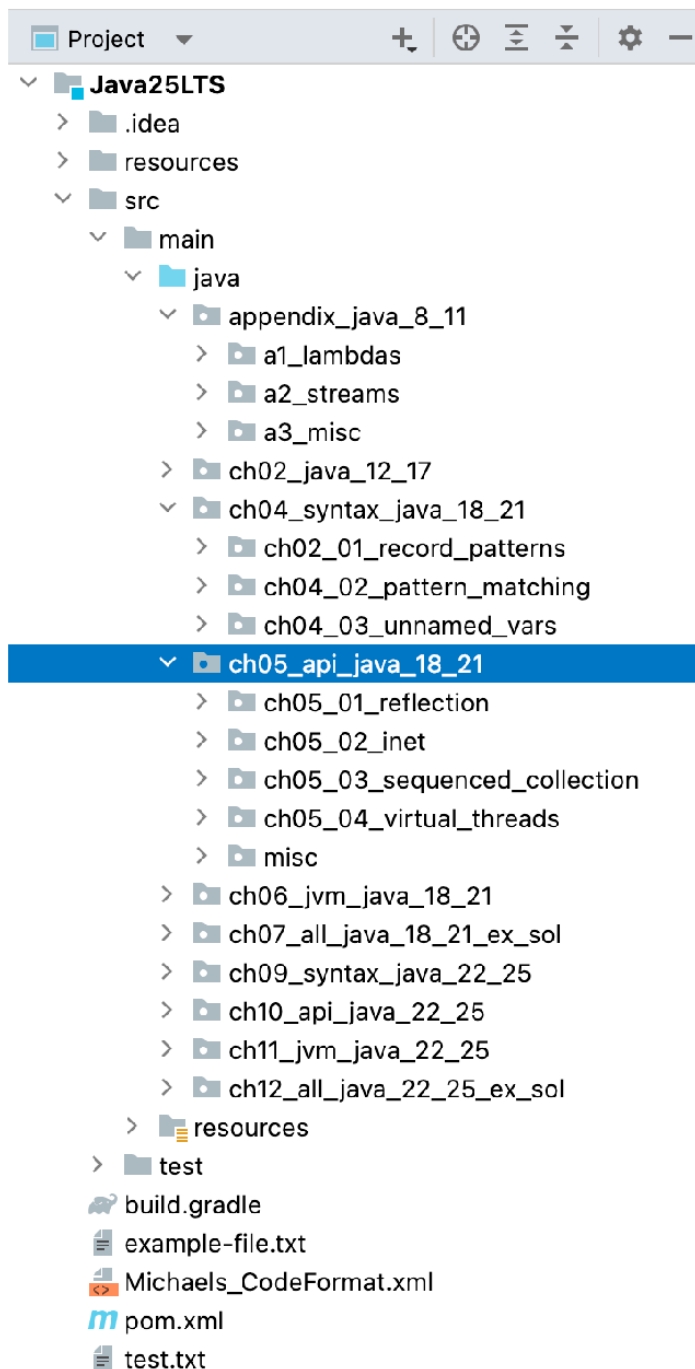 Project
Java25LTS
.idea
resources
src
main
java
appendix_java_8_11
a1_lambdas
a2_streams
a3_misc
ch02_java_12_17
ch04_syntax_java_18_21
ch02_01_record_patterns
ch04_02_pattern_matching
ch04_03_unnamed_vars
ch05_api_java_18_21
ch05_01_reflection
ch05_02_inet
ch05_03_sequenced_collection
ch05_04_virtual_threads
misc
ch06_jvm_java_18_21
ch07_all_java_18_21_ex_sol
ch09_syntax_java_22_25
ch10_api_java_22_25
ch11_jvm_java_22_25
ch12_all_java_22_25_ex_sol
resources
test
build.gradle
example-file.txt
Michaels_CodeFormat.xml
pom.xml
test.txt